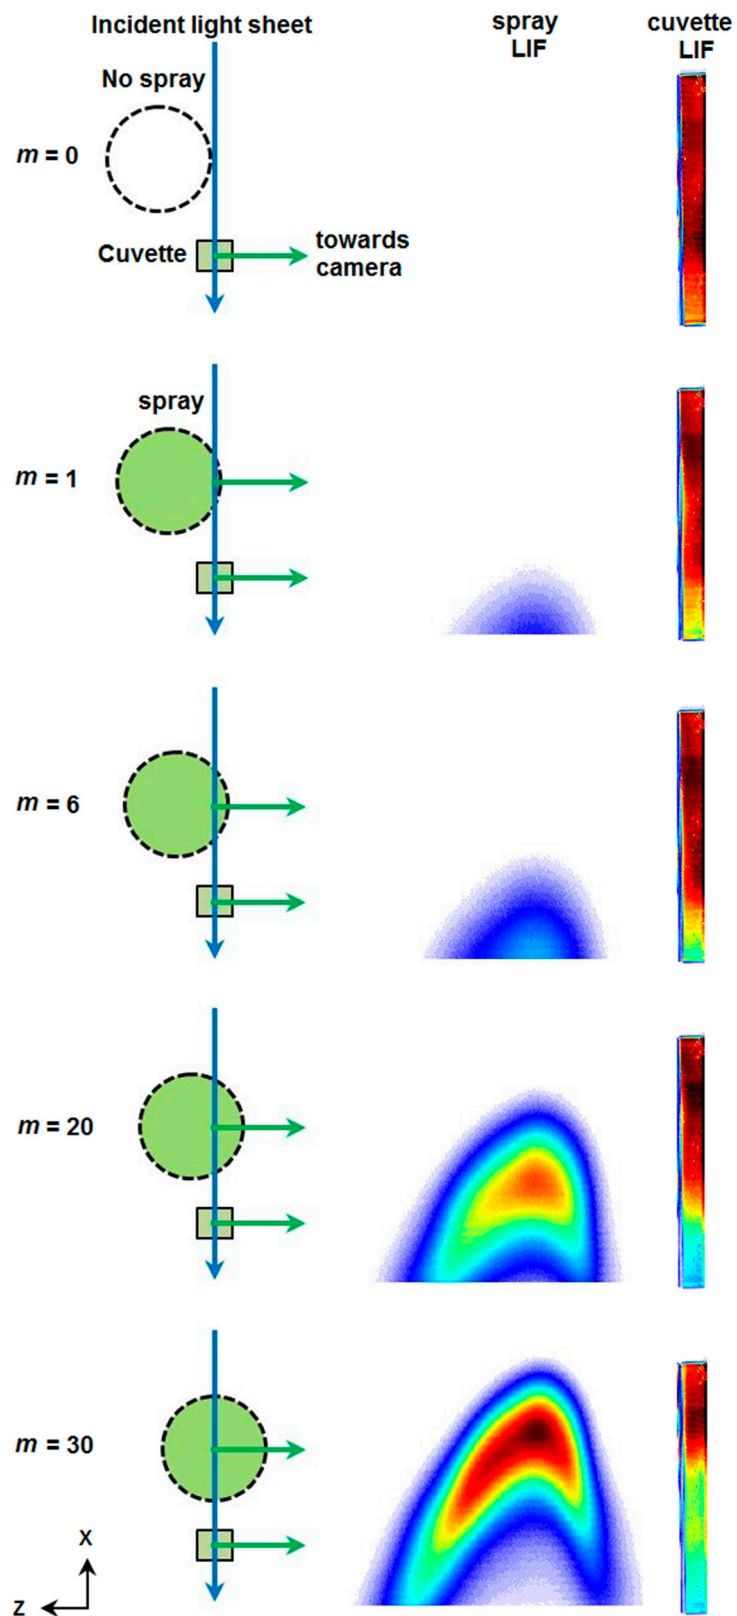 Incident light sheet
spray
LIF
cuvette
LIF
No spray
m = 0
Cuvette
towards
camera
spray
m = 1
m = 6
m = 20
m = 30
X
Z